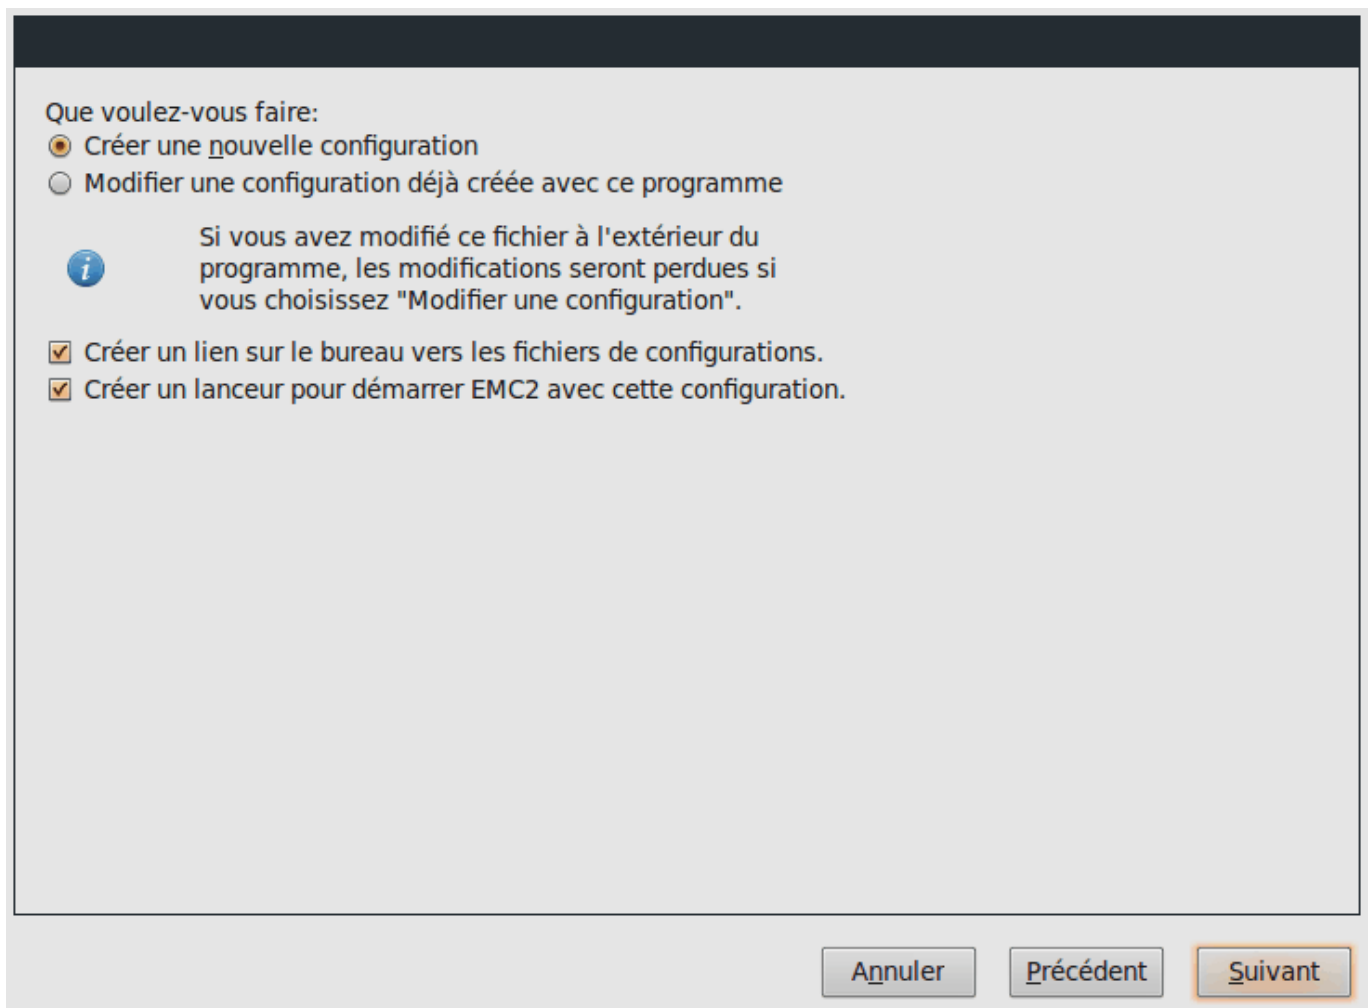 Que voulez-vous faire:
Créer une nouvelle configuration
Modifier une configuration déjà créée avec ce programme
Si vous avez modifié ce fichier à l'extérieur du
programme, les modifications seront perdues si
vous choisissez "Modifier une configuration".
Créer un lien sur le bureau vers les fichiers de configurations.
Créer un lanceur pour démarrer EMC2 avec cette configuration.
Annuler Précédent Suivant